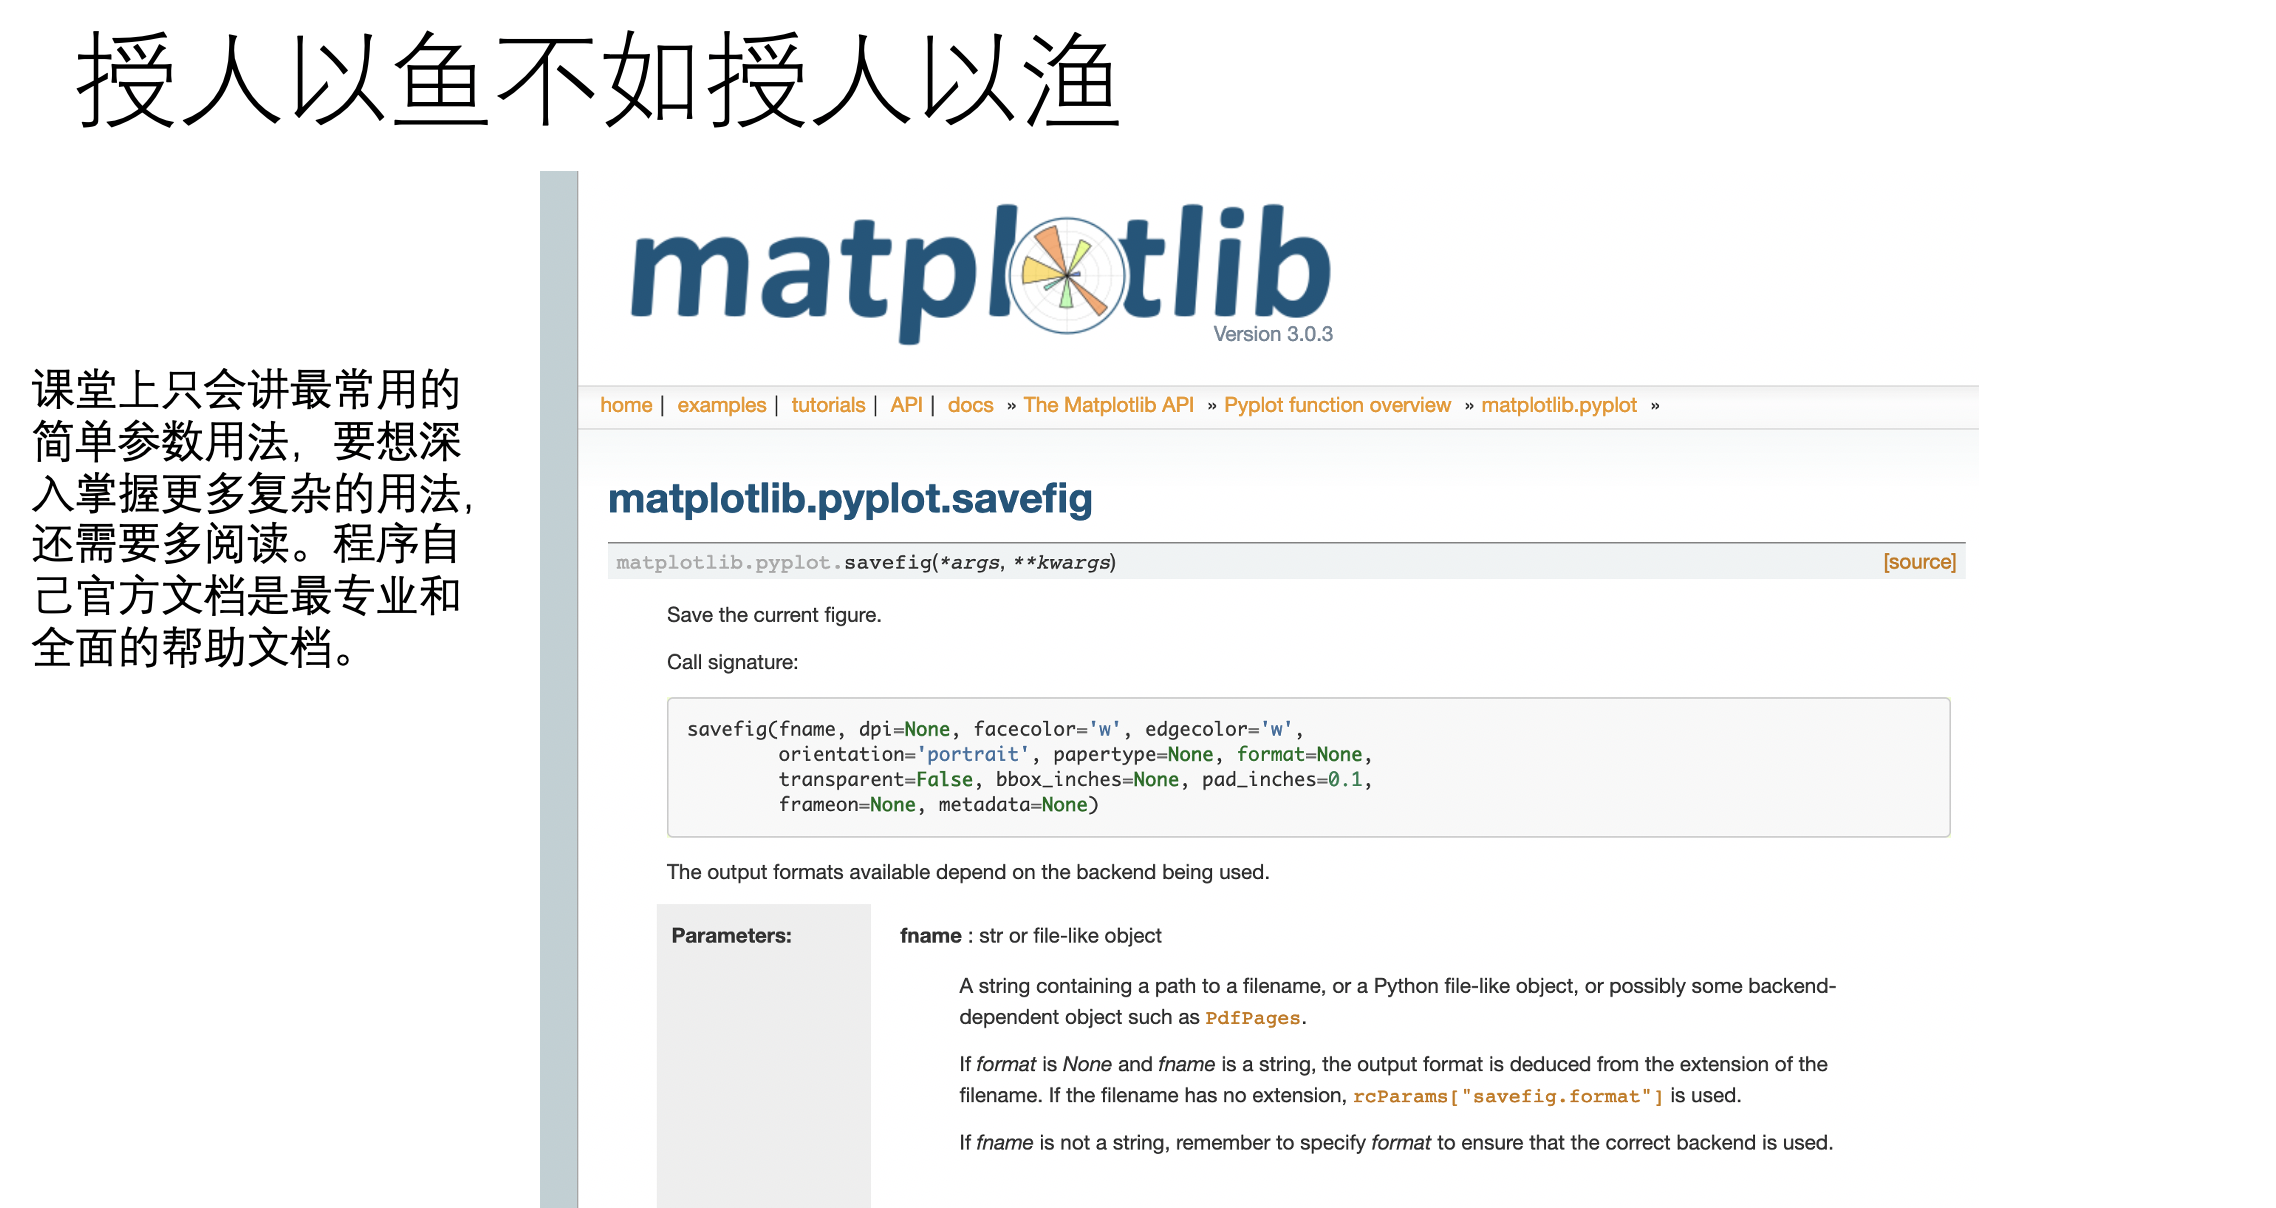 授人以鱼不如授人以渔
课堂上只会讲最常用的
简单参数用法，要想深
入掌握更多复杂的用法，
还需要多阅读。程序自
己官方文档是最专业和
全面的帮助文档。
matplotlib
Version 3.0.3
home | examples | tutorials | API | docs » The Matplotlib API » Pyplot function overview » matplotlib.pyplot »
matplotlib.pyplot.savefig
matplotlib.pyplot.savefig(*args, **kwargs) [source]
Save the current figure.
Call signature:
savefig(fname, dpi=None, facecolor='w', edgecolor='w',
        orientation='portrait', papertype=None, format=None,
        transparent=False, bbox_inches=None, pad_inches=0.1,
        frameon=None, metadata=None)
The output formats available depend on the backend being used.
Parameters: fname : str or file-like object
A string containing a path to a filename, or a Python file-like object, or possibly some backend-
dependent object such as PdfPages.
If format is None and fname is a string, the output format is deduced from the extension of the
filename. If the filename has no extension, rcParams["savefig.format"] is used.
If fname is not a string, remember to specify format to ensure that the correct backend is used.